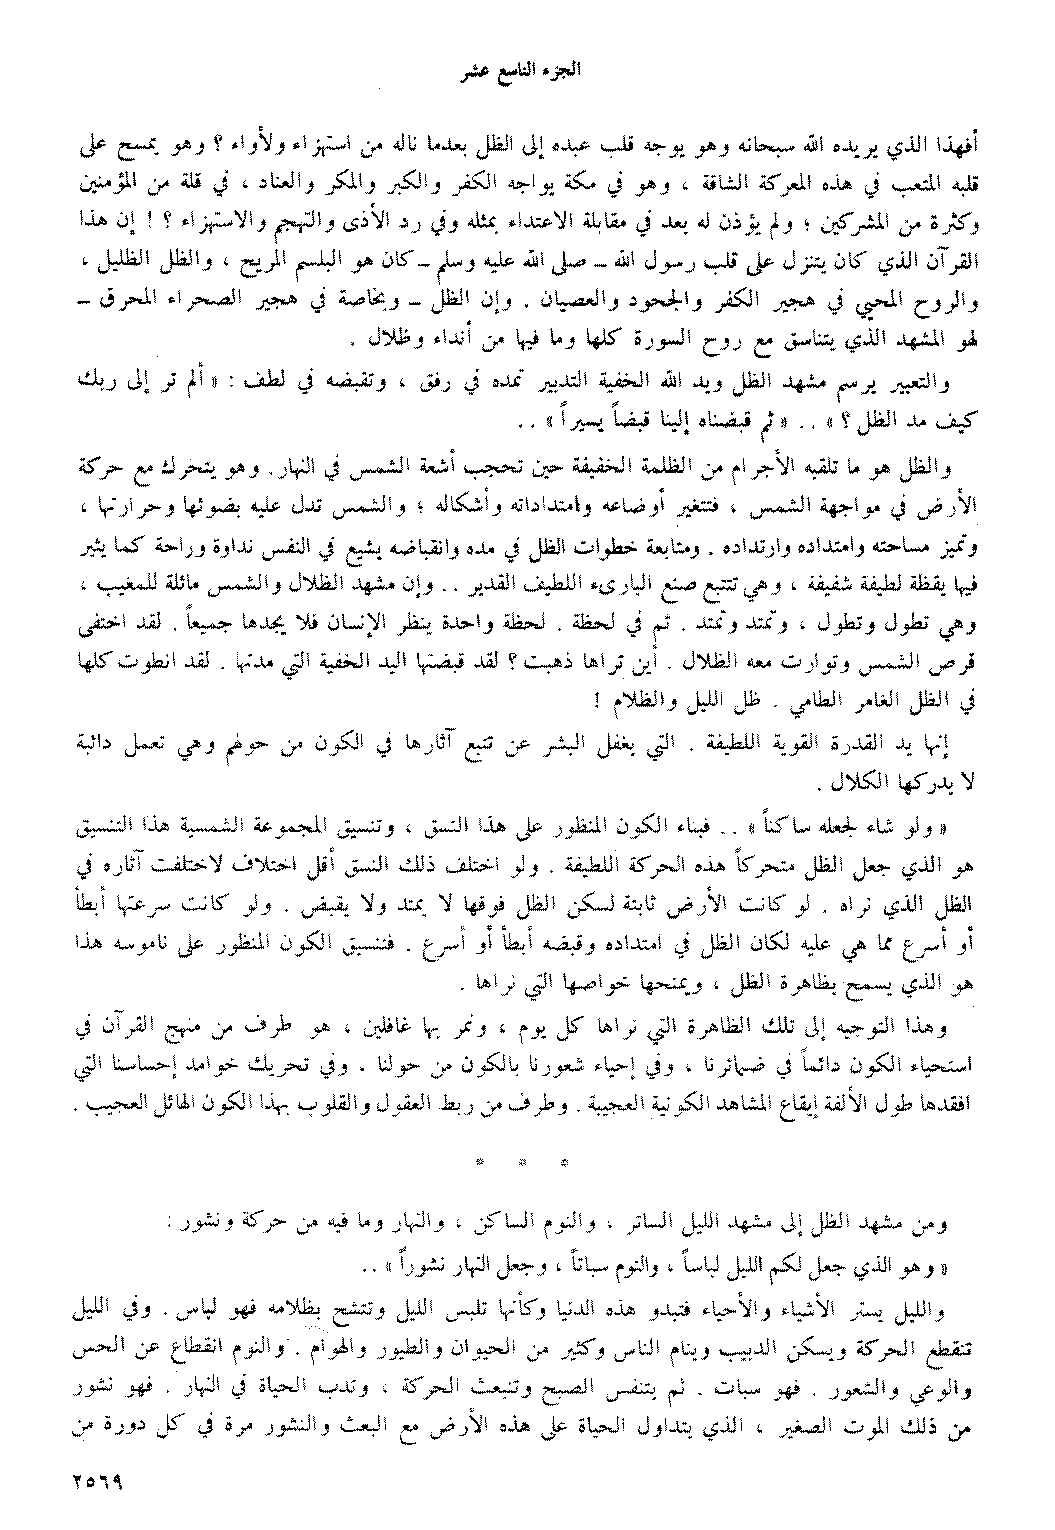 الجزء التاسع عشر
أفهذا الذي يريده الله سبحانه وهو يوجه قلب عبده إلى الظل بعدما ناله من استهزاء ولأواء ؟ وهو يمسح على
قلبه المتعب في هذه المعركة الشاقة ، وهو في مكة يواجه الكفر والكبر والمكر والعناد ، في قلة من المؤمنين
وكثرة من المشركين ؛ ولم يؤذن له بعد في مقابلة الاعتداء بمثله وفي رد الأذى والتهجم والاستهزاء ؟ ! إن هذا
القرآن الذي كان يتنزل على قلب رسول الله – صلى الله عليه وسلم – كان هو البلسم المريح ، والظل الظليل ،
والروح المحيي في هجير الكفر والجحود والعصيان . وإن الظل – وبخاصة في هجير الصحراء المحرق –
لهو المشهد الذي يتناسق مع روح السورة كلها وما فيها من أنداء وظلال .
والتعبير يرسم مشهد الظل ويد الله الخفية التدبير تمده في رفق ، وتقبضه في لطف : « ألم تر إلى ربك
كيف مد الظل ؟ » .. « ثم قبضناه إلينا قبضاً يسيراً » ..
والظل هو ما تلقيه الأجرام من الظلمة الخفيفة حين تحجب أشعة الشمس في النهار. وهو يتحرك مع حركة
الأرض في مواجهة الشمس ، فتتغير أوضاعه وامتداداته وأشكاله ؛ والشمس تدل عليه بضوئها وحرارتها ،
وتميز مساحته وامتداده وارتداده . ومتابعة خطوات الظل في مده وانقباضه يشيع في النفس نداوة وراحة كما يثير
فيها يقظة لطيفة شفيفة ، وهي تتتبع صنع البارىء اللطيف القدير .. وإن مشهد الظلال والشمس مائلة للمغيب ،
وهي تطول وتطول ، وتمتد وتمتد . ثم في لحظة . لحظة واحدة ينظر الإنسان فلا يجدها جميعاً . لقد اختفى
قرص الشمس وتوارت معه الظلال . أين تراها ذهبت ؟ لقد قبضتها اليد الخفية التي مدتها . لقد انطوت كلها
في الظل الغامر الطامي . ظل الليل والظلام !
إنها يد القدرة القوية اللطيفة . التي يغفل البشر عن تتبع آثارها في الكون من حولهم وهي تعمل دائبة
لا يدركها الكلال .
« ولو شاء لجعله ساكناً » .. فبناء الكون المنظور على هذا النسق ، وتنسيق المجموعة الشمسية هذا التنسيق
هو الذي جعل الظل متحركاً هذه الحركة اللطيفة . ولو اختلف ذلك النسق أقل اختلاف لاختلفت آثاره في
الظل الذي نراه . لو كانت الأرض ثابتة لسكن الظل فوقها لا يمتد ولا يقبض . ولو كانت سرعتها أبطأ
أو أسرع مما هي عليه لكان الظل في امتداده وقبضه أبطأ أو أسرع . فتنسيق الكون المنظور على ناموسه هذا
هو الذي يسمح بظاهرة الظل ، ويمنحها خواصها التي نراها .
وهذا التوجيه إلى تلك الظاهرة التي نراها كل يوم ، ونمر بها غافلين ، هو طرف من منهج القرآن في
استحياء الكون دائماً في ضمائرنا ، وفي إحياء شعورنا بالكون من حولنا . وفي تحريك خوامد إحساسنا التي
افقدها طول الألفة إيقاع المشاهد الكونية العجيبة . وطرف من ربط العقول والقلوب بهذا الكون الهائل العجيب .
* * *
ومن مشهد الظل إلى مشهد الليل الساتر ، والنوم الساكن ، والنهار وما فيه من حركة ونشور :
« وهو الذي جعل لكم الليل لباساً ، والنوم سباتاً ، وجعل النهار نشوراً » ..
والليل يستر الأشياء والأحياء فتبدو هذه الدنيا وكأنها تلبس الليل وتتشح بظلامه فهو لباس . وفي الليل
تنقطع الحركة ويسكن الدبيب وينام الناس وكثير من الحيوان والطيور والهوام . والنوم انقطاع عن الحس
والوعي والشعور . فهو سبات . ثم يتنفس الصبح وتنبعث الحركة ، وتدب الحياة في النهار . فهو نشور
من ذلك الموت الصغير ، الذي يتداول الحياة على هذه الأرض مع البعث والنشور مرة في كل دورة من
٢٥٦٩